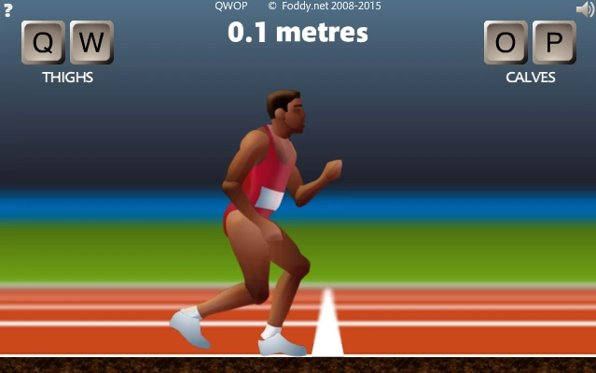 ?
QWOP © Foddy.net 2008-2015
0.1 metres
Q W
THIGHS
O P
CALVES